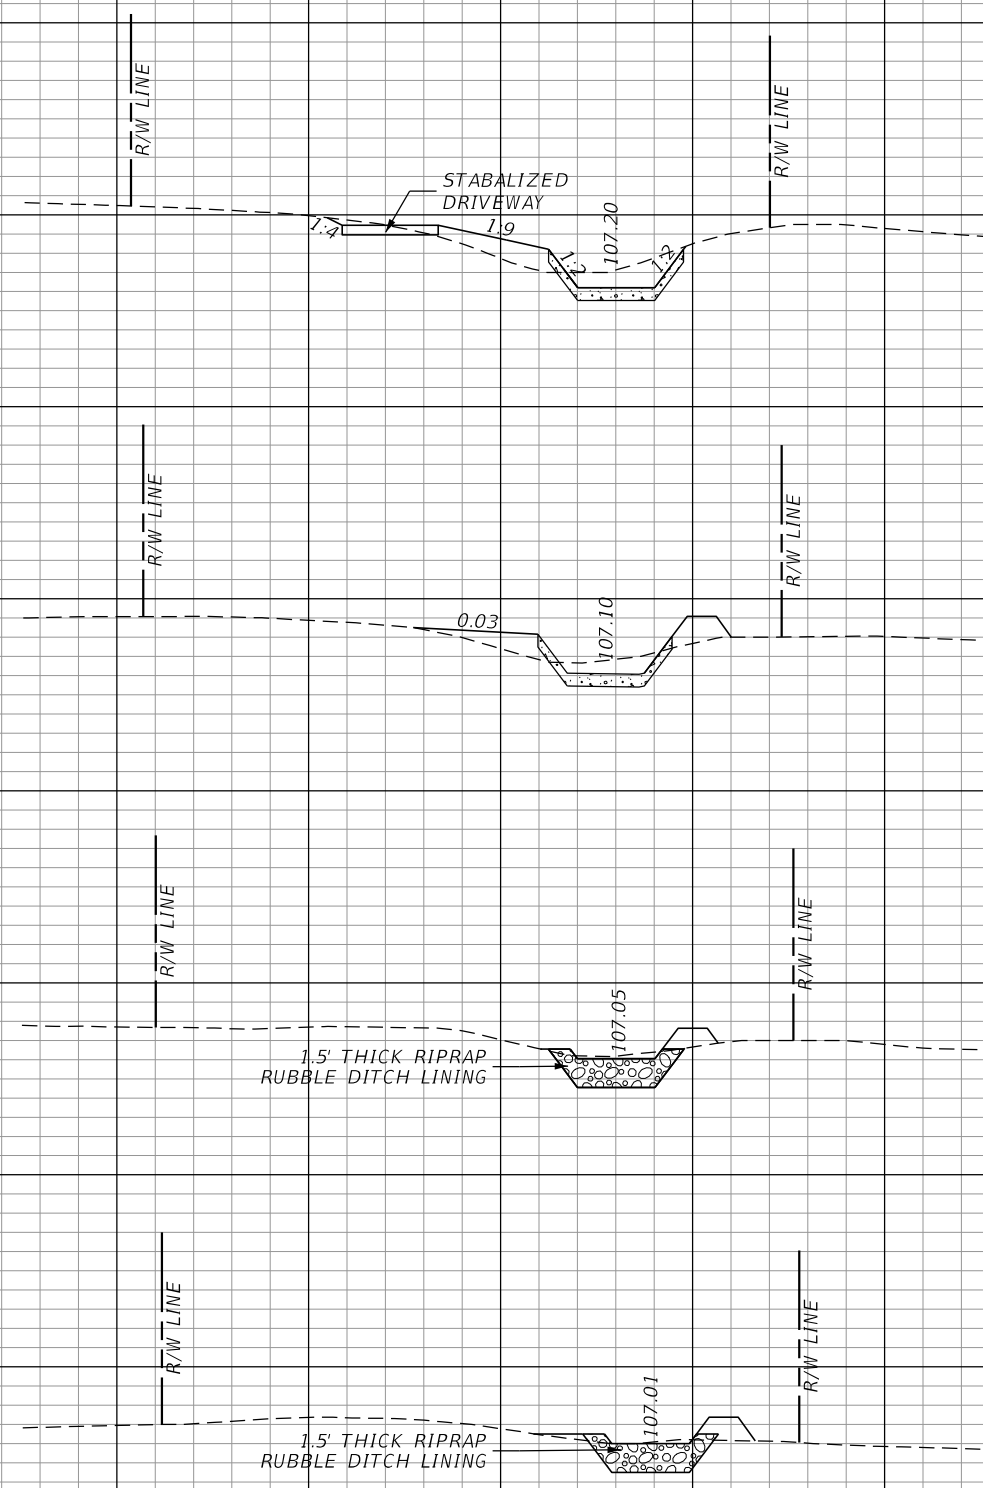 R/W LINE
R/W LINE
STABALIZED
DRIVEWAY
1:4
1:9
107.20
1:2
1:2
R/W LINE
R/W LINE
0.03
107.10
R/W LINE
R/W LINE
107.05
1.5' THICK RIPRAP
RUBBLE DITCH LINING
R/W LINE
R/W LINE
107.01
1.5' THICK RIPRAP
RUBBLE DITCH LINING